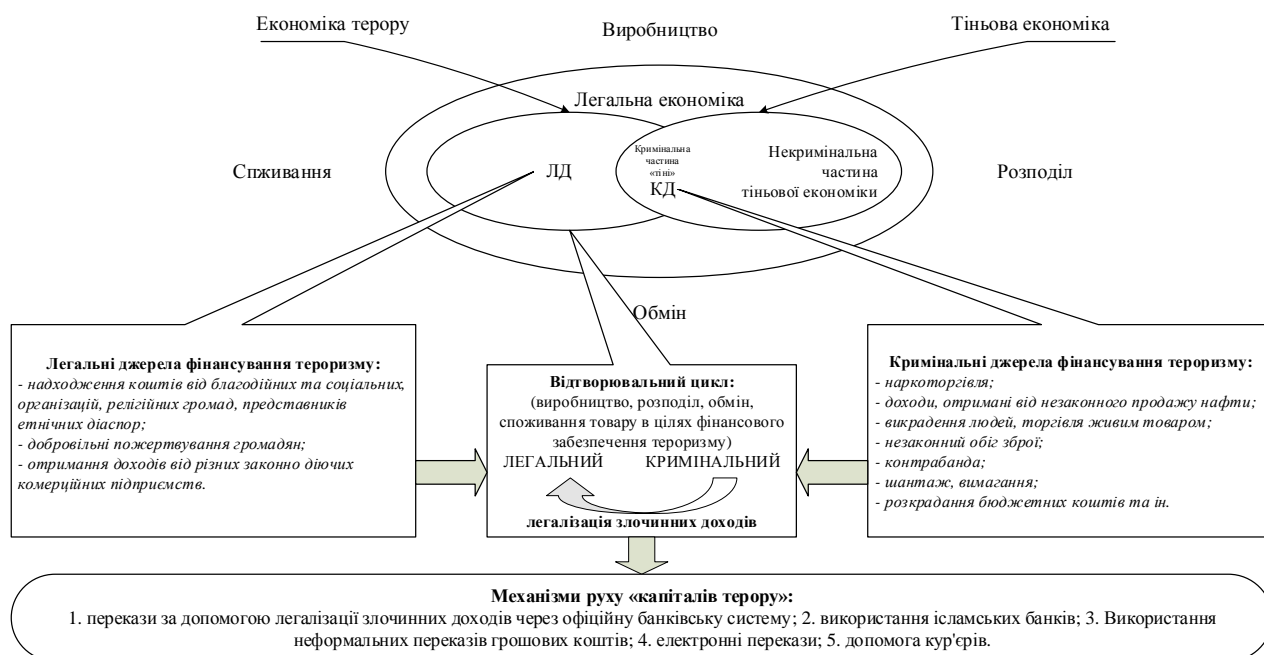 Економіка терору
Виробництво
Тіньова економіка
Легальна економіка
Спживання
ЛД
Кримінальна
частина
«тіні»
КД
Некримінальна
частина
тіньової економіки
Розподіл
Обмін
Легальні джерела фінансування тероризму:
- надходження коштів від благодійних та соціальних,
організацій, релігійних громад, представників
етнічних діаспор;
- добровільні пожертвування громадян;
- отримання доходів від різних законно діючих
комерційних підприємств.
Відтворювальний цикл:
(виробництво, розподіл, обмін,
споживання товару в цілях фінансового
забезпечення тероризму)
ЛЕГАЛЬНИЙ КРИМІНАЛЬНИЙ
легалізація злочинних доходів
Кримінальні джерела фінансування тероризму:
- наркоторгівля;
- доходи, отримані від незаконного продажу нафти;
- викрадення людей, торгівля живим товаром;
- незаконний обіг зброї;
- контрабанда;
- шантаж, вимагання;
- розкрадання бюджетних коштів та ін.
Механізми руху «капіталів терору»:
1. перекази за допомогою легалізації злочинних доходів через офіційну банківську систему; 2. використання ісламських банків; 3. Використання
неформальних переказів грошових коштів; 4. електронні перекази; 5. допомога кур'єрів.